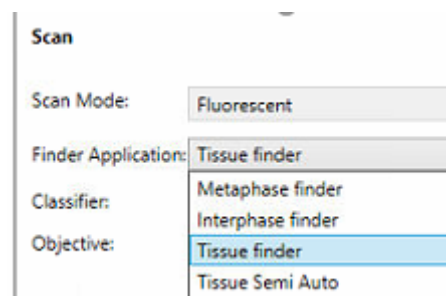 Scan
Scan Mode: Fluorescent
Finder Application: Tissue finder
Metaphase finder
Classifier:
Interphase finder
Objective: Tissue finder
Tissue Semi Auto